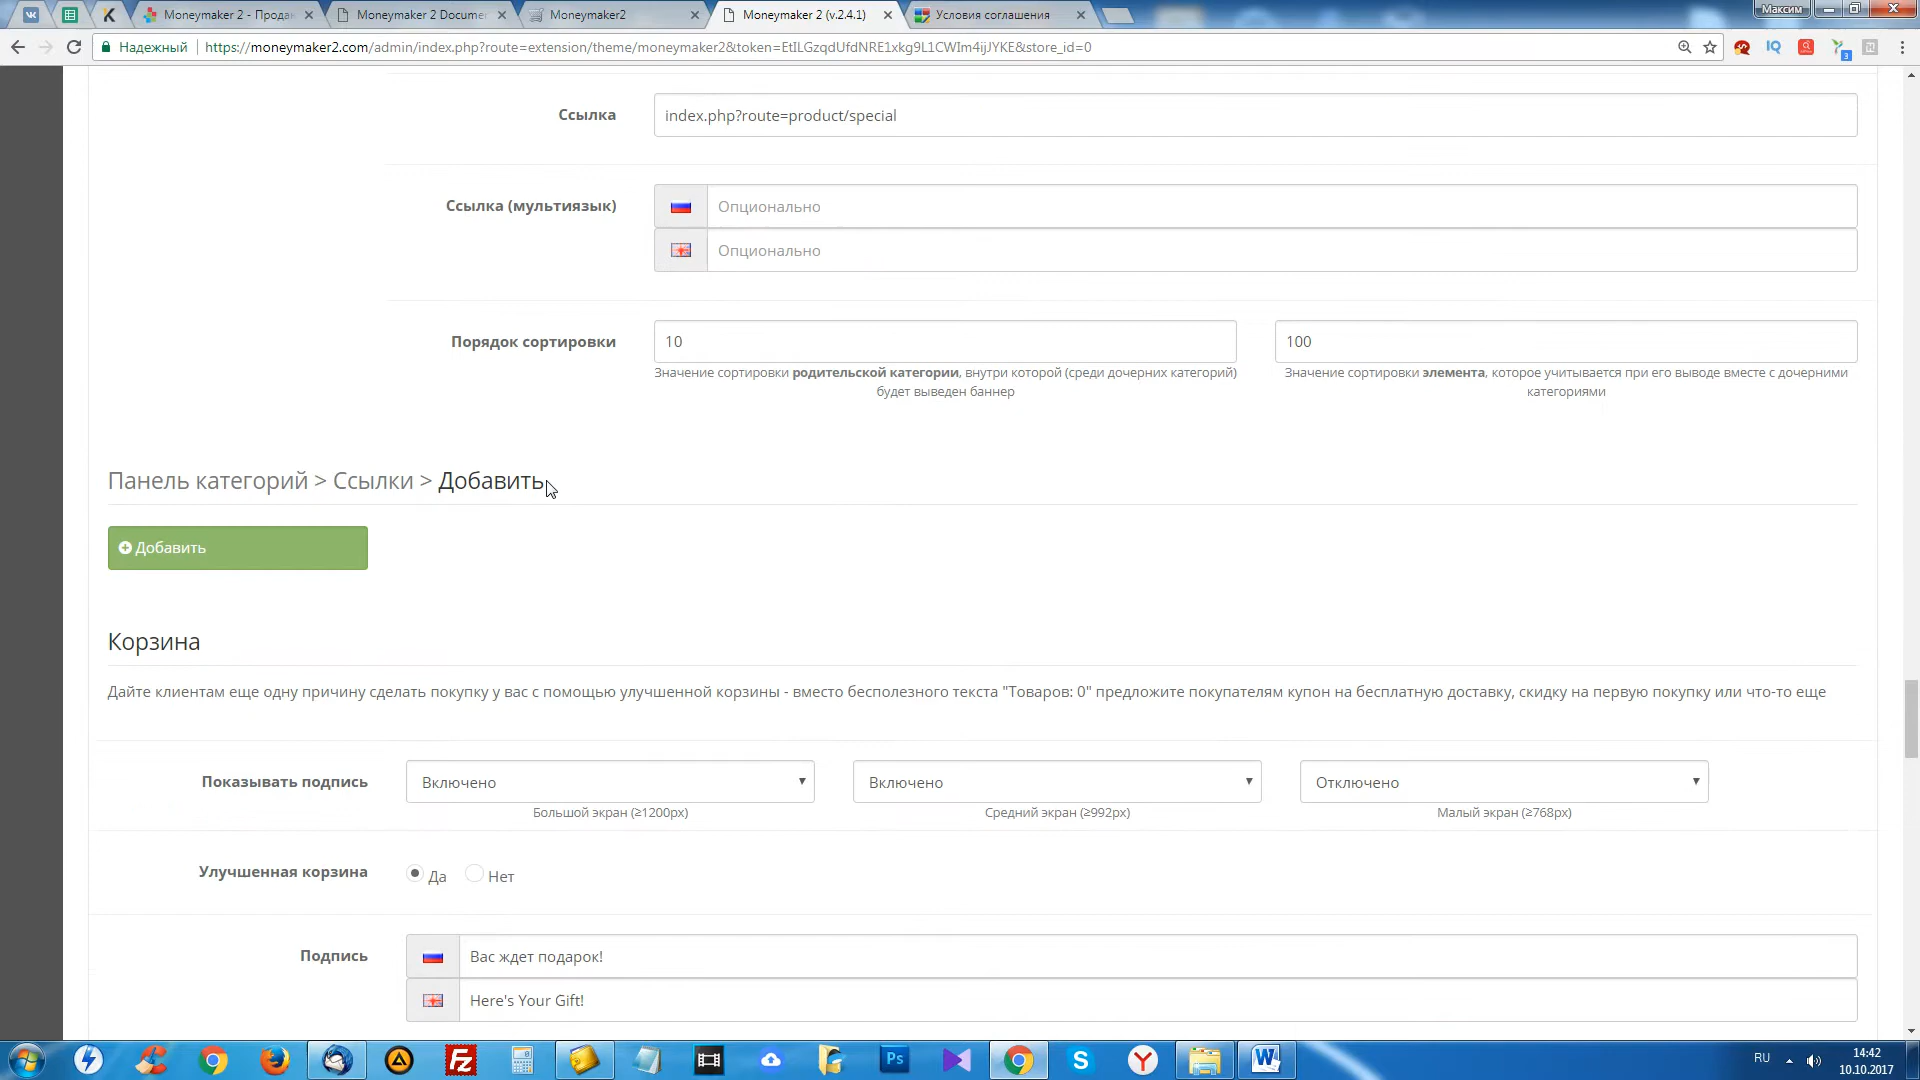 Moneymaker 2 - Прода
Moneymaker 2 Docume
Moneymaker2
Moneymaker 2 (v.2.4.1)
Условия соглашения
Максим
Надежный
https://moneymaker2.com/admin/index.php?route=extension/theme/moneymaker2&token=EtILGzqdUfdNRE1xkg9L1CWIm4ijJYKE&store_id=0
Ссылка
index.php?route=product/special
Ссылка (мультиязык)
Опционально
Опционально
Порядок сортировки
10
100
Значение сортировки родительской категории, внутри которой (среди дочерних категорий)
будет выведен баннер
Значение сортировки элемента, которое учитывается при его выводе вместе с дочерними
категориями
Панель категорий > Ссылки > Добавить
Добавить
Корзина
Дайте клиентам еще одну причину сделать покупку у вас с помощью улучшенной корзины - вместо бесполезного текста "Товаров: 0" предложите покупателям купон на бесплатную доставку, скидку на первую покупку или что-то еще
Показывать подпись
Включено
Включено
Отключено
Большой экран (≥1200px)
Средний экран (≥992px)
Малый экран (≥768px)
Улучшенная корзина
Да
Нет
Подпись
Вас ждет подарок!
Here's Your Gift!
RU
14:42
10.10.2017